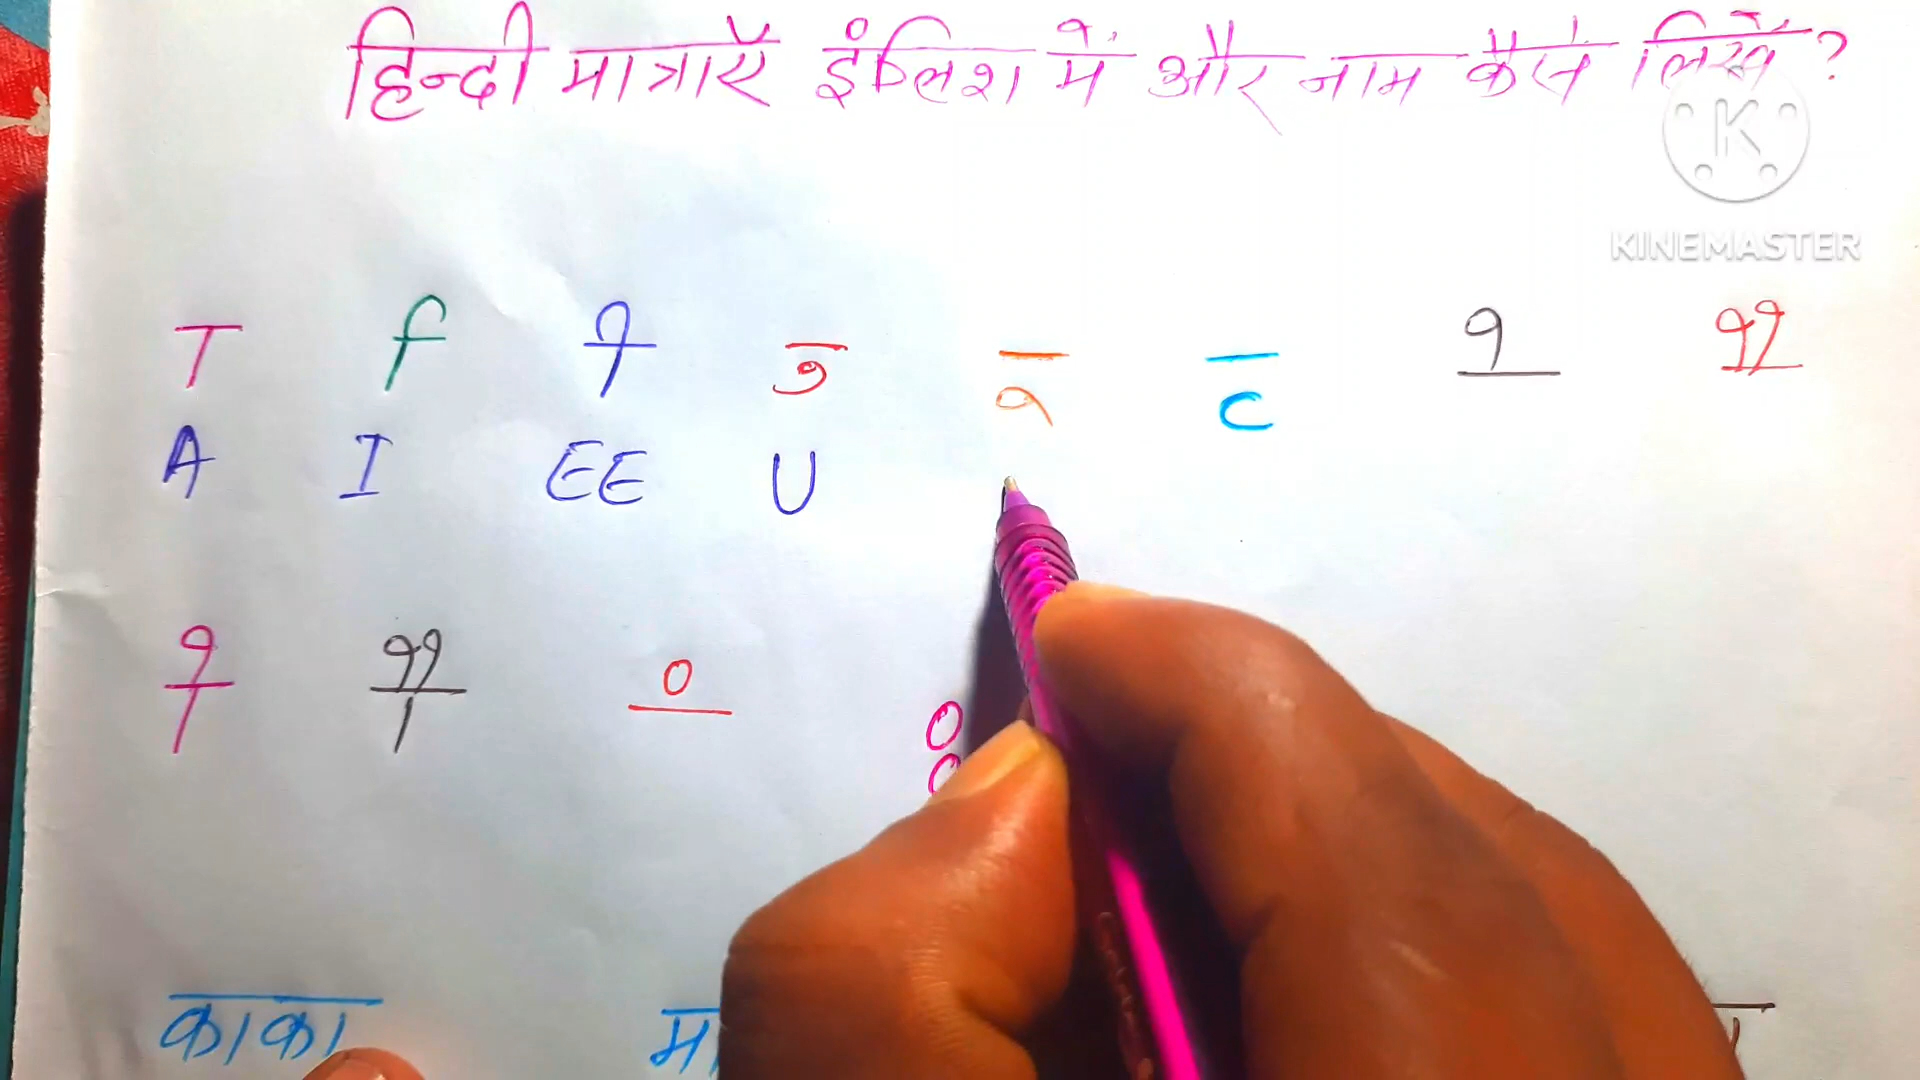 हिन्दी मात्राएँ इंग्लिश में और नाम कैसे लिखें ?
K
KINEMASTER
ा ि ी ु ू ृ े ै
A I EE U
ो ौ ं ः
काका मा